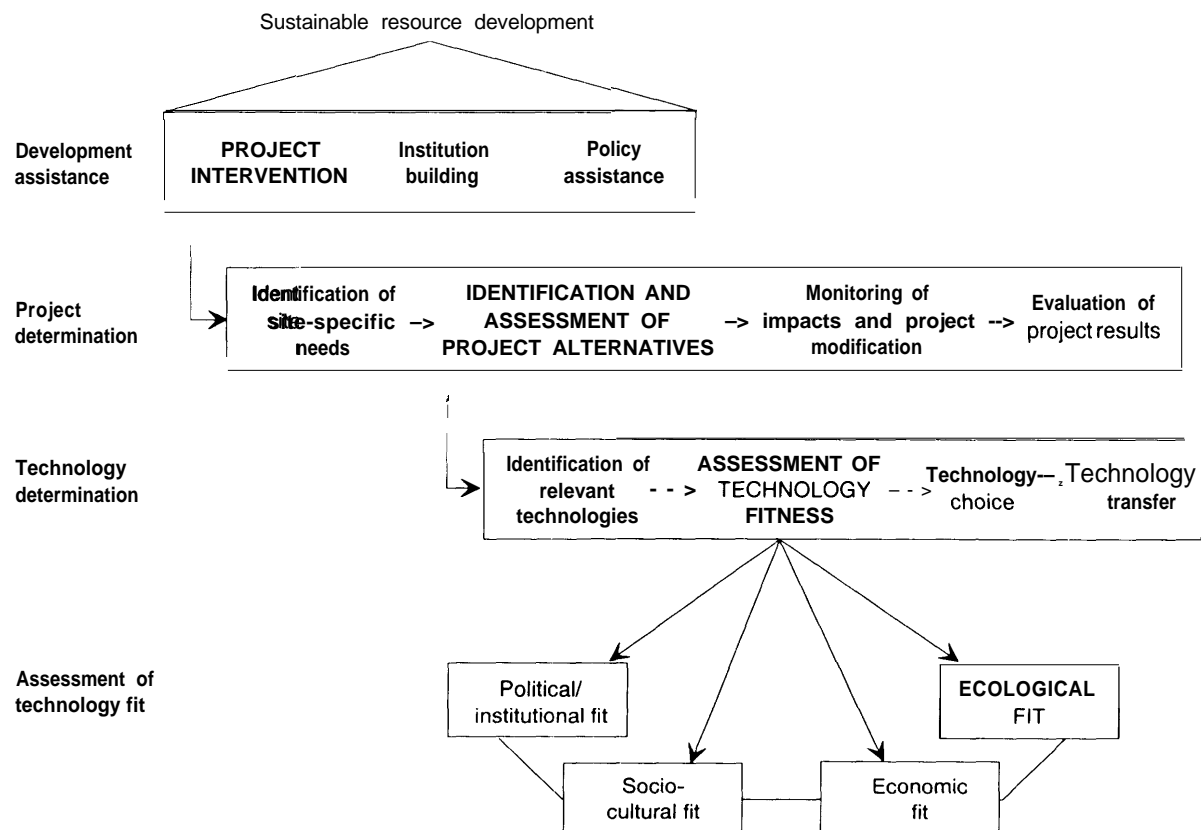 Sustainable resource development
Development
assistance
PROJECT
INTERVENTION
Institution
building
Policy
assistance
Project
determination
Identification of
site-specific
needs
-->
IDENTIFICATION AND
ASSESSMENT OF
PROJECT ALTERNATIVES
-->
Monitoring of
impacts and project
modification
-->
Evaluation of
project results
Technology
determination
Identification of
relevant
technologies
-->
ASSESSMENT OF
TECHNOLOGY
FITNESS
-->
Technology
choice
Technology
transfer
Assessment of
technology fit
Political/
institutional fit
Socio-
cultural fit
Economic
fit
ECOLOGICAL
FIT